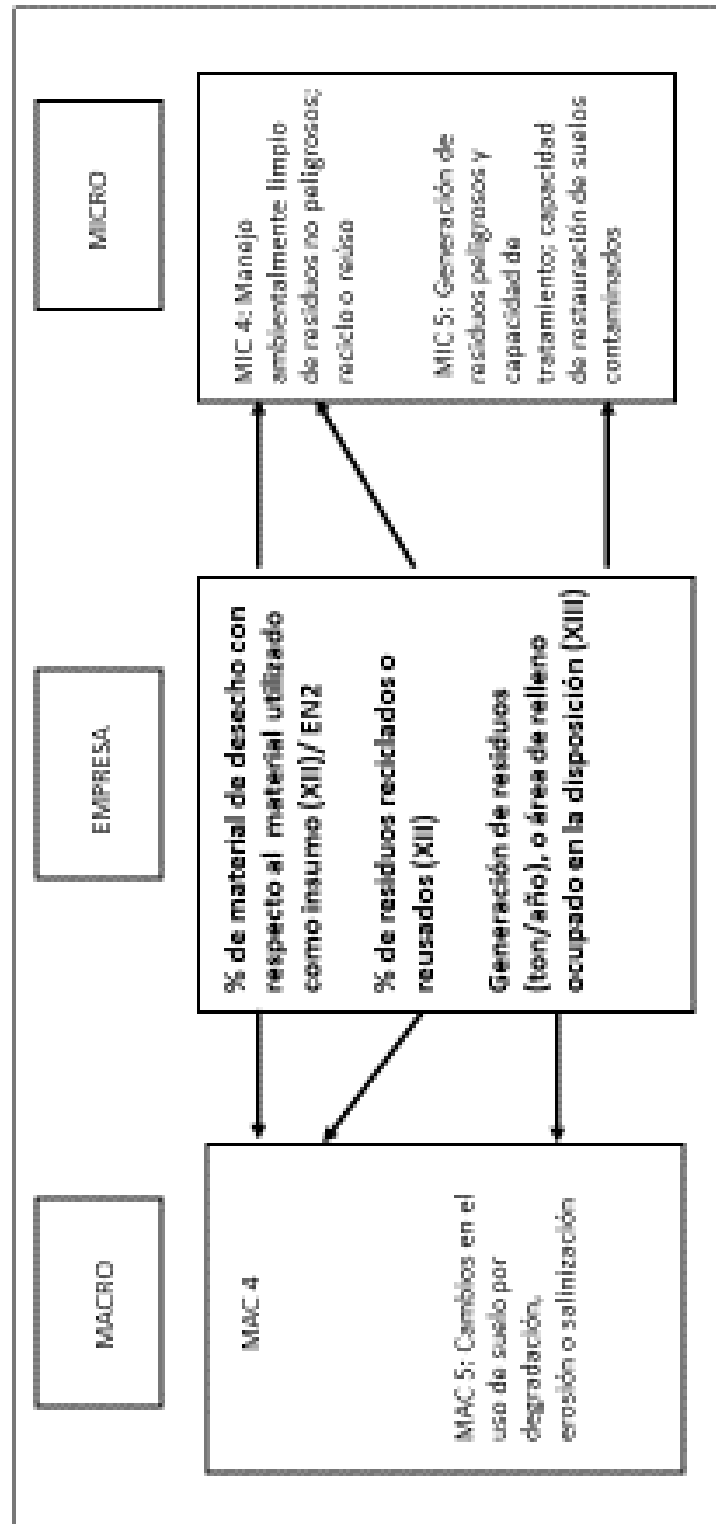 MACRO
EMPRESA
MICRO
MAC 4
MAC 5: Cambios en el
uso de suelo por
degradación,
erosión o salinización
% de material de desecho con
respecto al material utilizado
como insumo (XII)/ EN2
% de residuos reciclados o
reusados (XII)
Generación de residuos
(ton/año), o área de relleno
ocupado en la disposición (XIII)
MIC 4: Manejo
ambientalmente limpio
de residuos no peligrosos;
reciclo o reúso
MIC 5: Generación de
residuos peligrosos y
capacidad de
tratamiento; capacidad
de restauración de suelos
contaminados